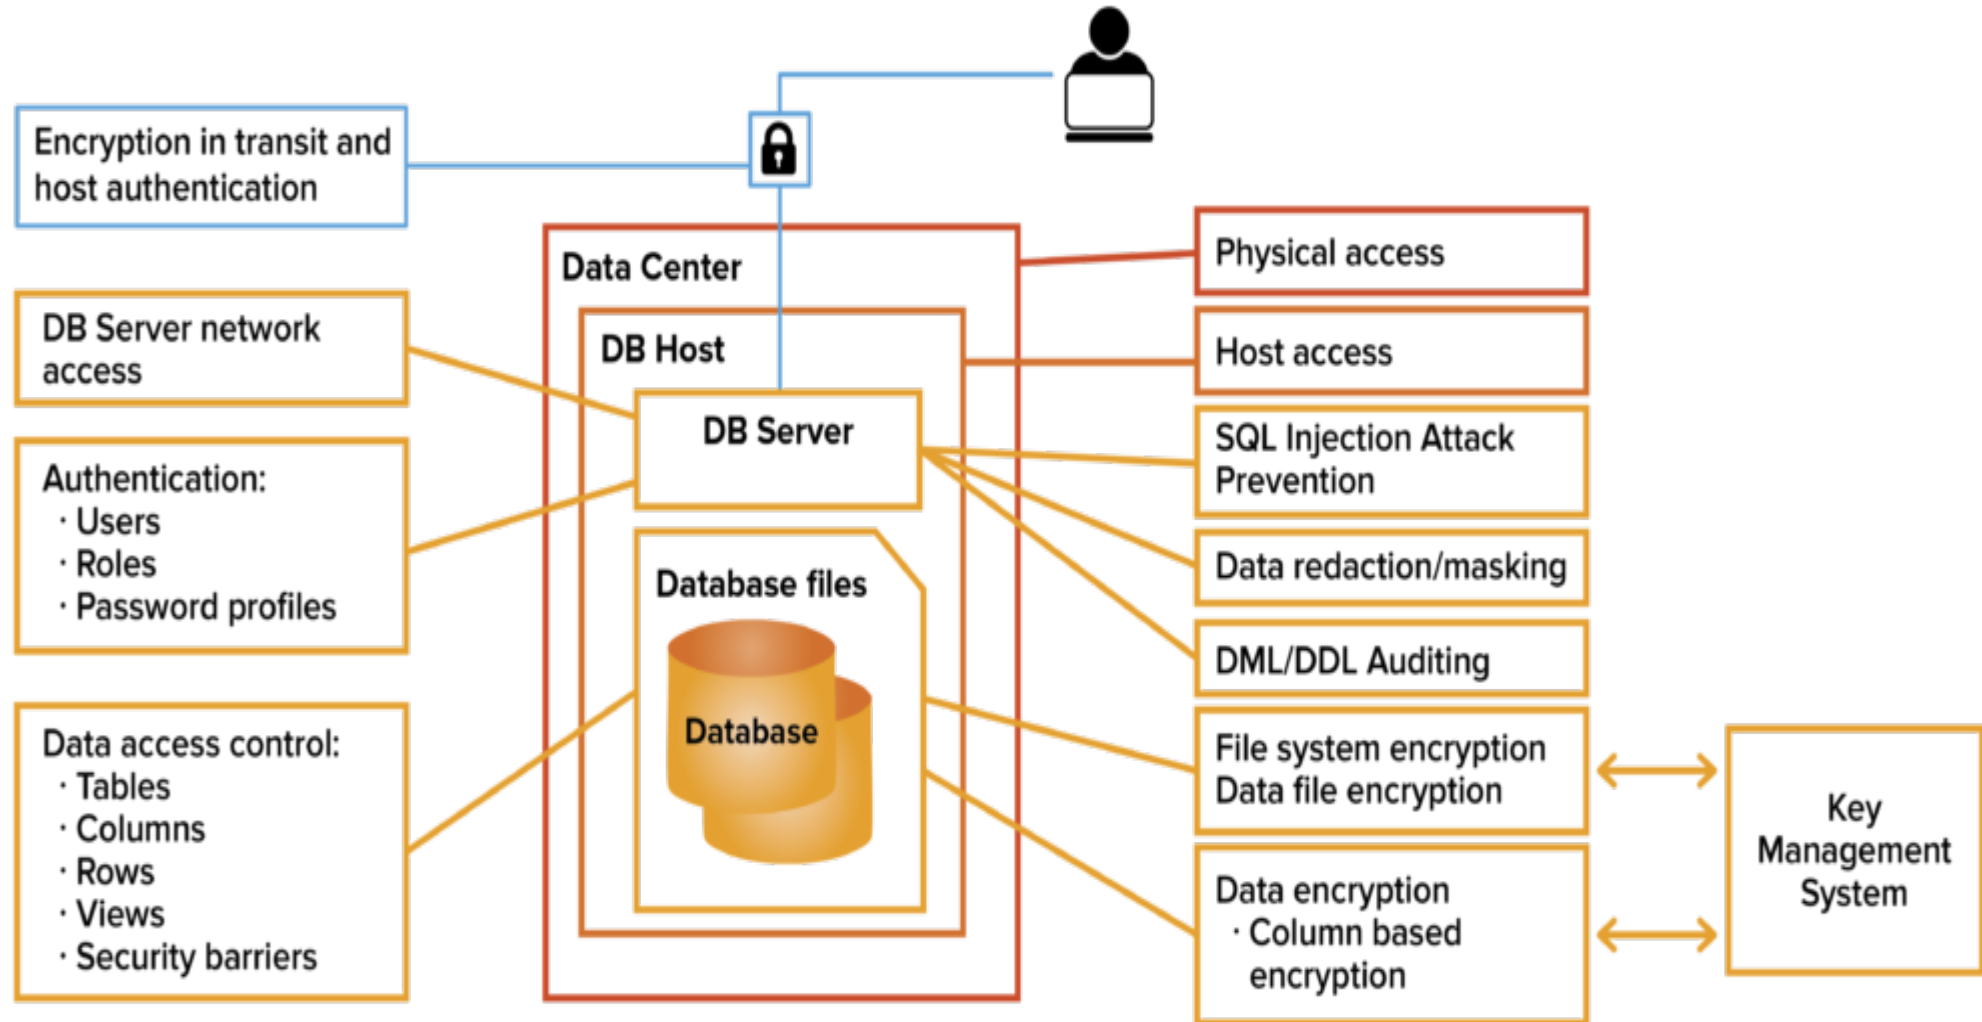 Encryption in transit and
host authentication
DB Server network
access
Authentication:
· Users
· Roles
· Password profiles
Data access control:
· Tables
· Columns
· Rows
· Views
· Security barriers
Data Center
DB Host
DB Server
Database files
Database
Physical access
Host access
SQL Injection Attack
Prevention
Data redaction/masking
DML/DDL Auditing
File system encryption
Data file encryption
Data encryption
· Column based
encryption
Key
Management
System